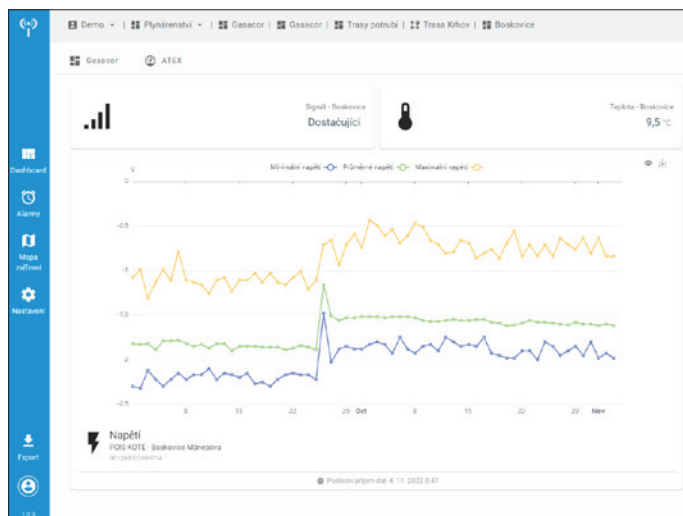 Demo | Plynárenství | Gasacor | Gasacor | Trasy potrubí | Trasa Krhov | Boskovice
Gasacor ATEX
Signál - Boskovice
Dostačující
Teplota - Boskovice
9,5 °C
Dashboard
Alarmy
Mapa
zařízení
Nastavení
Export
V
Minimální napětí Průměrné napětí Maximální napětí
0
-0.5
-1
-1.5
-2
-2.5
8 15 22 29 Oct 8 15 22 29 Nov
Napětí
POIS KOTE - Boskovice Mánesova
Poslední příjem dat: 4. 11. 2022 8:47